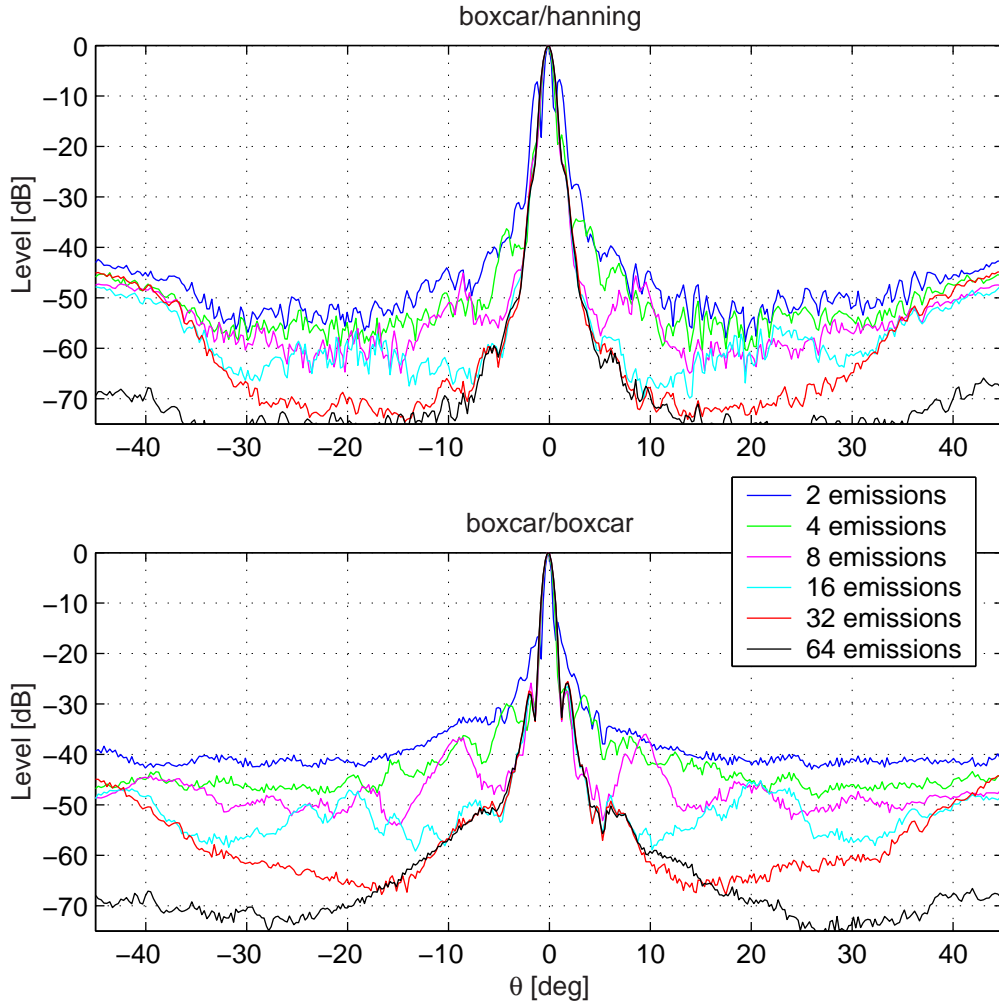 boxcar/hanning
0
−10
−20
−30
−40
−50
−60
−70
Level [dB]
−40 −30 −20 −10 0 10 20 30 40
boxcar/boxcar
2 emissions
4 emissions
8 emissions
16 emissions
32 emissions
64 emissions
0
−10
−20
−30
−40
−50
−60
−70
Level [dB]
−40 −30 −20 −10 0 10 20 30 40
θ [deg]